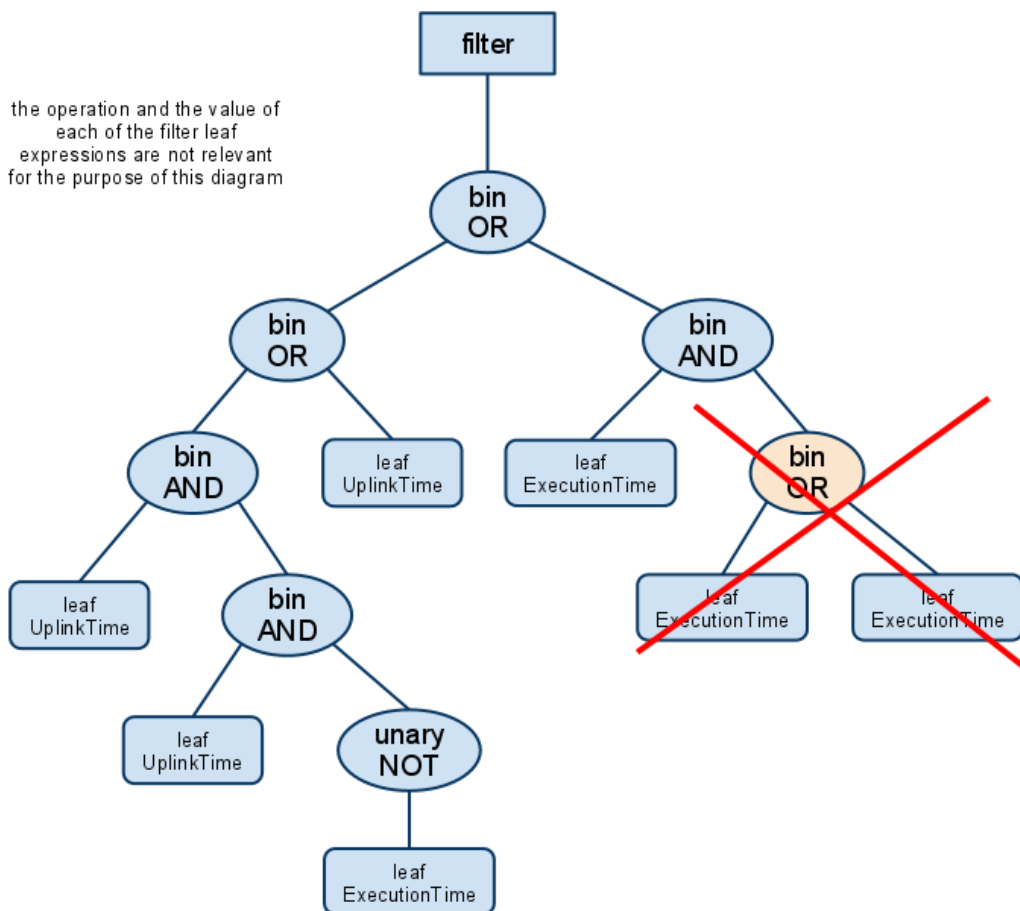 filter
the operation and the value of
each of the filter leaf
expressions are not relevant
for the purpose of this diagram
bin
OR
bin
OR
bin
AND
bin
AND
leaf
UplinkTime
leaf
ExecutionTime
bin
OR
leaf
UplinkTime
bin
AND
leaf
ExecutionTime
leaf
ExecutionTime
leaf
UplinkTime
unary
NOT
leaf
ExecutionTime